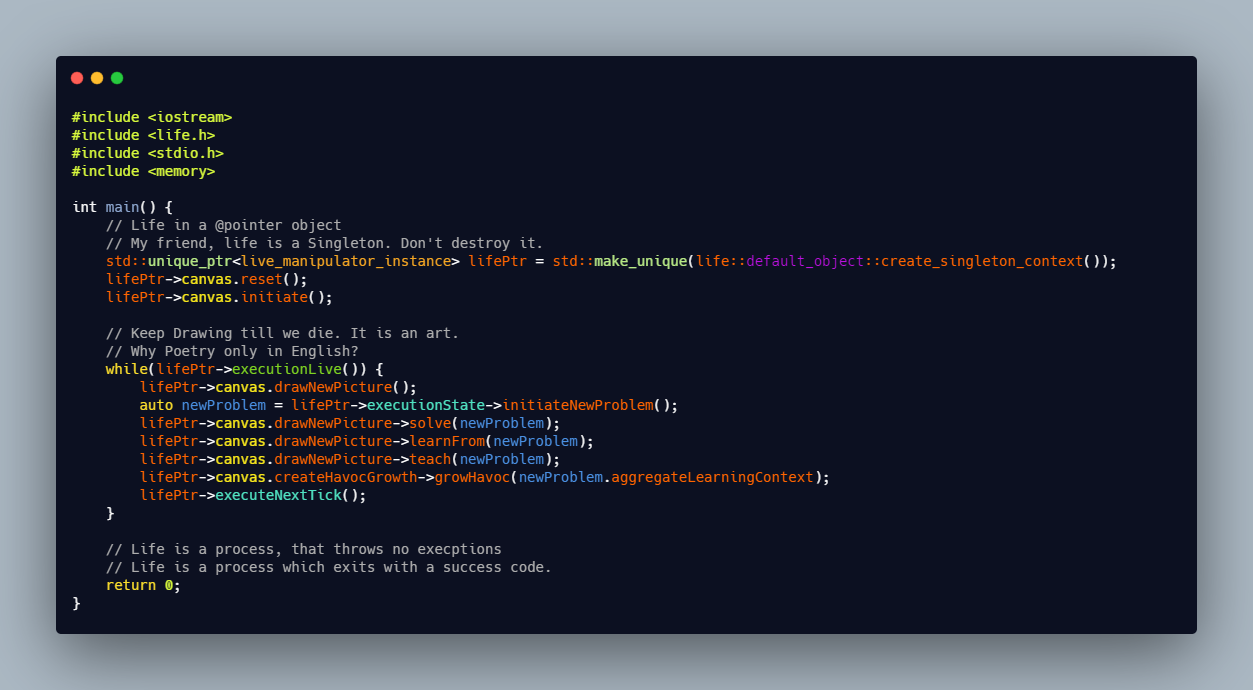 #include <iostream>
#include <life.h>
#include <stdio.h>
#include <memory>

int main() {
    // Life in a @pointer object
    // My friend, life is a Singleton. Don't destroy it.
    std::unique_ptr<live_manipulator_instance> lifePtr = std::make_unique(life::default_object::create_singleton_context());
    lifePtr->canvas.reset();
    lifePtr->canvas.initiate();

    // Keep Drawing till we die. It is an art.
    // Why Poetry only in English?
    while(lifePtr->executionLive()) {
        lifePtr->canvas.drawNewPicture();
        auto newProblem = lifePtr->executionState->initiateNewProblem();
        lifePtr->canvas.drawNewPicture->solve(newProblem);
        lifePtr->canvas.drawNewPicture->learnFrom(newProblem);
        lifePtr->canvas.drawNewPicture->teach(newProblem);
        lifePtr->canvas.createHavocGrowth->growHavoc(newProblem.aggregateLearningContext);
        lifePtr->executeNextTick();
    }

    // Life is a process, that throws no execptions
    // Life is a process which exits with a success code.
    return 0;
}